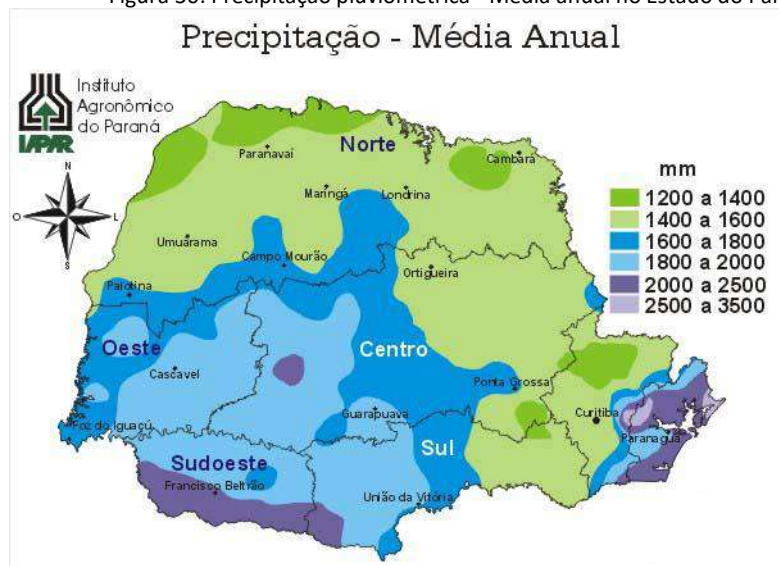 Precipitação - Média Anual
Instituto
Agronômico
do Paraná
IAPAR
N
O
L
S
Norte
Paranavaí
Cambará
Maringá
Londrina
Umuarama
Campo Mourão
Ortigueira
Palotina
Oeste
Centro
Cascavel
Ponta Grossa
Guarapuava
Curitiba
Foz do Iguaçú
Sul
Paranaguá
Sudoeste
Francisco Beltrão
União da Vitória
mm
1200 a 1400
1400 a 1600
1600 a 1800
1800 a 2000
2000 a 2500
2500 a 3500